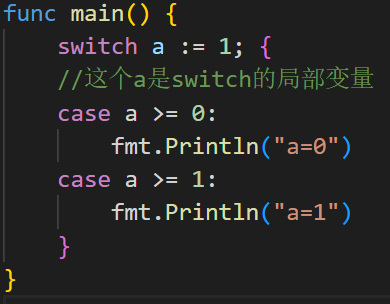 func main() {
    switch a := 1; {
    //这个a是switch的局部变量
    case a >= 0:
        fmt.Println("a=0")
    case a >= 1:
        fmt.Println("a=1")
    }
}